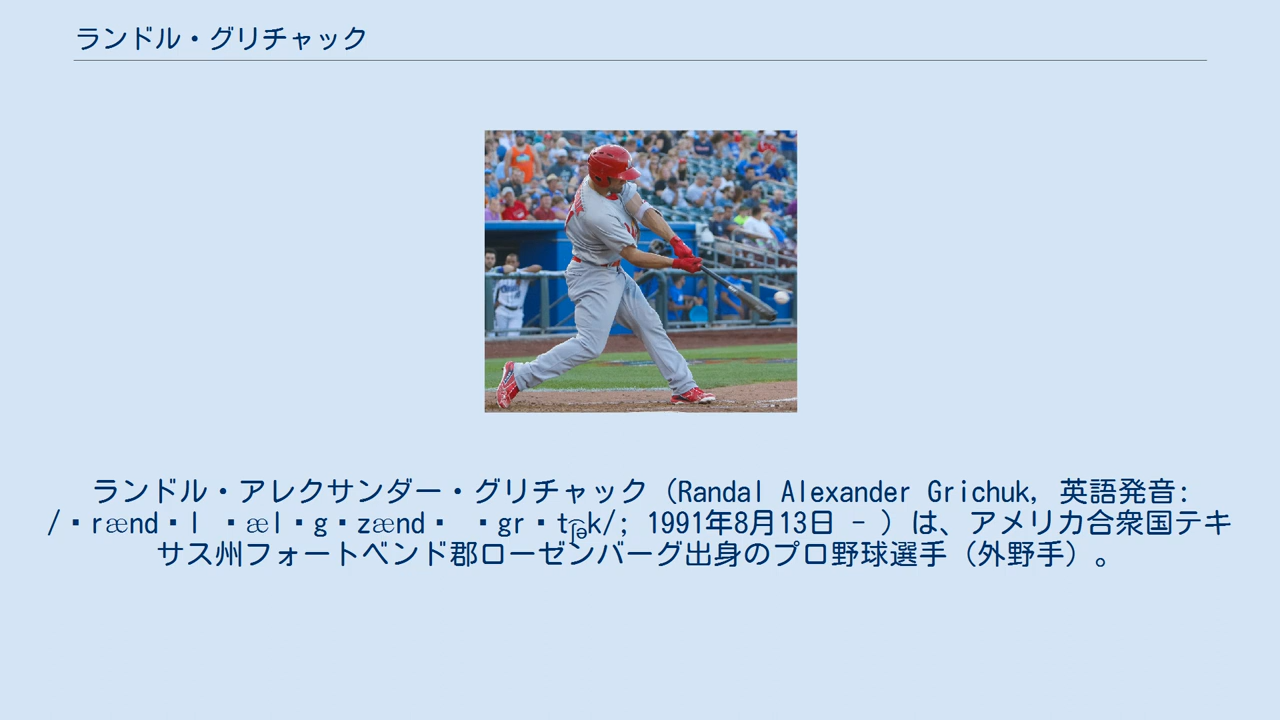 ランドル・グリチャック
ランドル・アレクサンダー・グリチャック（Randal Alexander Grichuk, 英語発音:
/▪rænd▪l ▪æl▪g▪zænd▪ ▪gr▪tʃ͡ək/; 1991年8月13日 - ）は、アメリカ合衆国テキ
サス州フォートベンド郡ローゼンバーグ出身のプロ野球選手（外野手）。